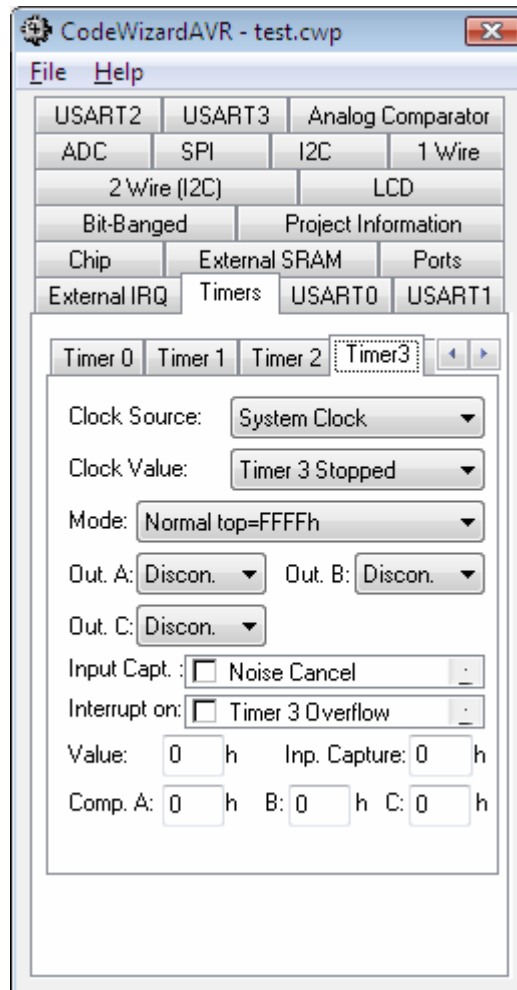 CodeWizardAVR - test.cwp
File Help
USART2 USART3 Analog Comparator
ADC SPI I2C 1 Wire
2 Wire (I2C) LCD
Bit-Banged Project Information
Chip External SRAM Ports
External IRQ Timers USART0 USART1
Timer 0 Timer 1 Timer 2 Timer3
Clock Source: System Clock
Clock Value: Timer 3 Stopped
Mode: Normal top=FFFFh
Out. A: Discon. Out. B: Discon.
Out. C: Discon.
Input Capt. : Noise Cancel
Interrupt on: Timer 3 Overflow
Value: 0 h Inp. Capture: 0 h
Comp. A: 0 h B: 0 h C: 0 h